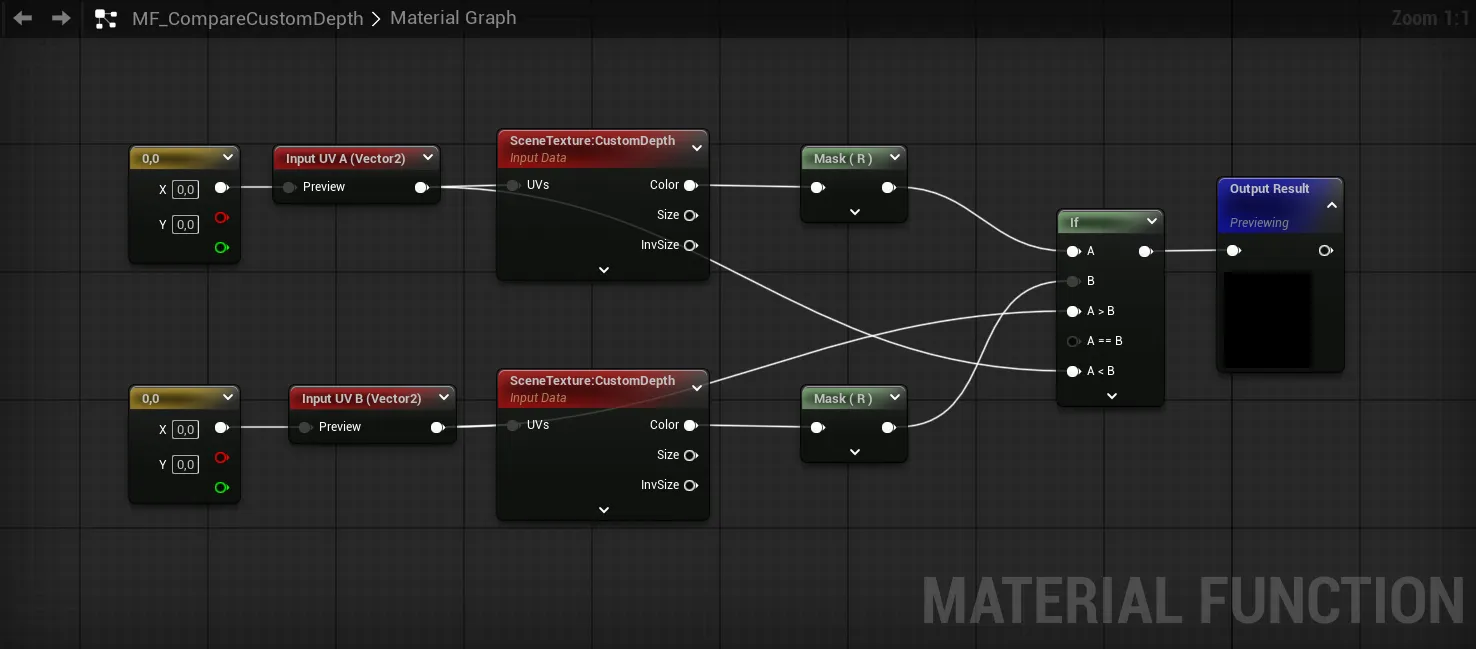 MF_CompareCustomDepth > Material Graph
Zoom 1:1
0,0
X 0,0
Y 0,0
Input UV A (Vector2)
Preview
SceneTexture:CustomDepth
Input Data
UVs
Color
Size
InvSize
Mask ( R )
If
A
B
A > B
A == B
A < B
Output Result
Previewing
0,0
X 0,0
Y 0,0
Input UV B (Vector2)
Preview
SceneTexture:CustomDepth
Input Data
UVs
Color
Size
InvSize
Mask ( R )
MATERIAL FUNCTION